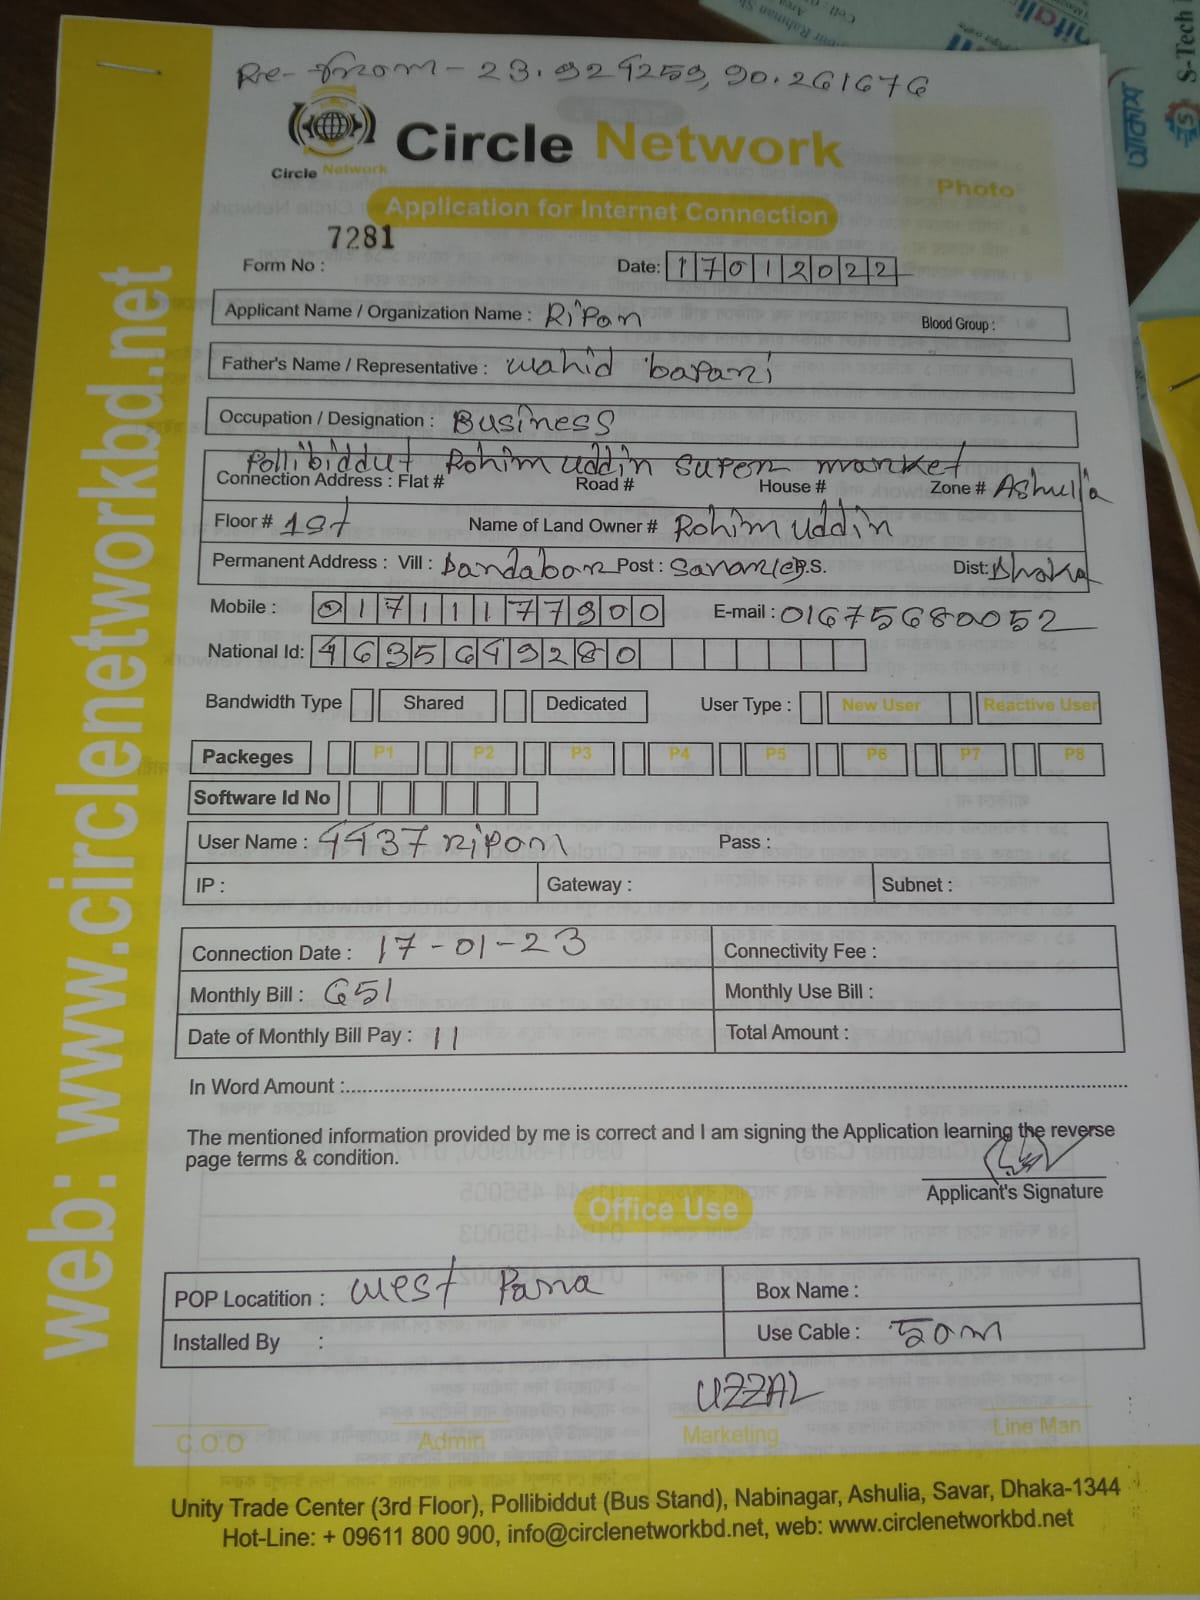 Re-from - 23.924259, 90.261676
Circle Network
Circle Network
Photo
Application for Internet Connection
7281
Form No :
Date: 17012022
Applicant Name / Organization Name : Ripan
Blood Group :
Father's Name / Representative : Wahid barani
Occupation / Designation : Business
Pollibiddut Rohim uddin super market
Connection Address : Flat # Road # House # Zone # Ashulia
Floor # 1st Name of Land Owner # Rohim uddin
Permanent Address : Vill : Dandabor Post : P.S. Dist: Dhaka
Mobile : 01711177900 E-mail : 01675680052
National Id: 4635649280
Bandwidth Type Shared Dedicated User Type : New User Reactive User
Packeges P1 P2 P3 P4 P5 P6 P7 P8
Software Id No
User Name : 4437 ripon Pass :
IP : Gateway : Subnet :
Connection Date : 17-01-23 Connectivity Fee :
Monthly Bill : 651 Monthly Use Bill :
Date of Monthly Bill Pay : 11 Total Amount :
In Word Amount :
The mentioned information provided by me is correct and I am signing the Application learning the reverse
page terms & condition.
Applicant's Signature
Office Use
POP Locatition : West Para Box Name :
Installed By : Use Cable : 50m
UZZAL
C.O.O Admin Marketing Line Man
Unity Trade Center (3rd Floor), Pollibiddut (Bus Stand), Nabinagar, Ashulia, Savar, Dhaka-1344
Hot-Line: + 09611 800 900, info@circlenetworkbd.net, web: www.circlenetworkbd.net
web: www.circlenetworkbd.net
S-Tech
আকাশ